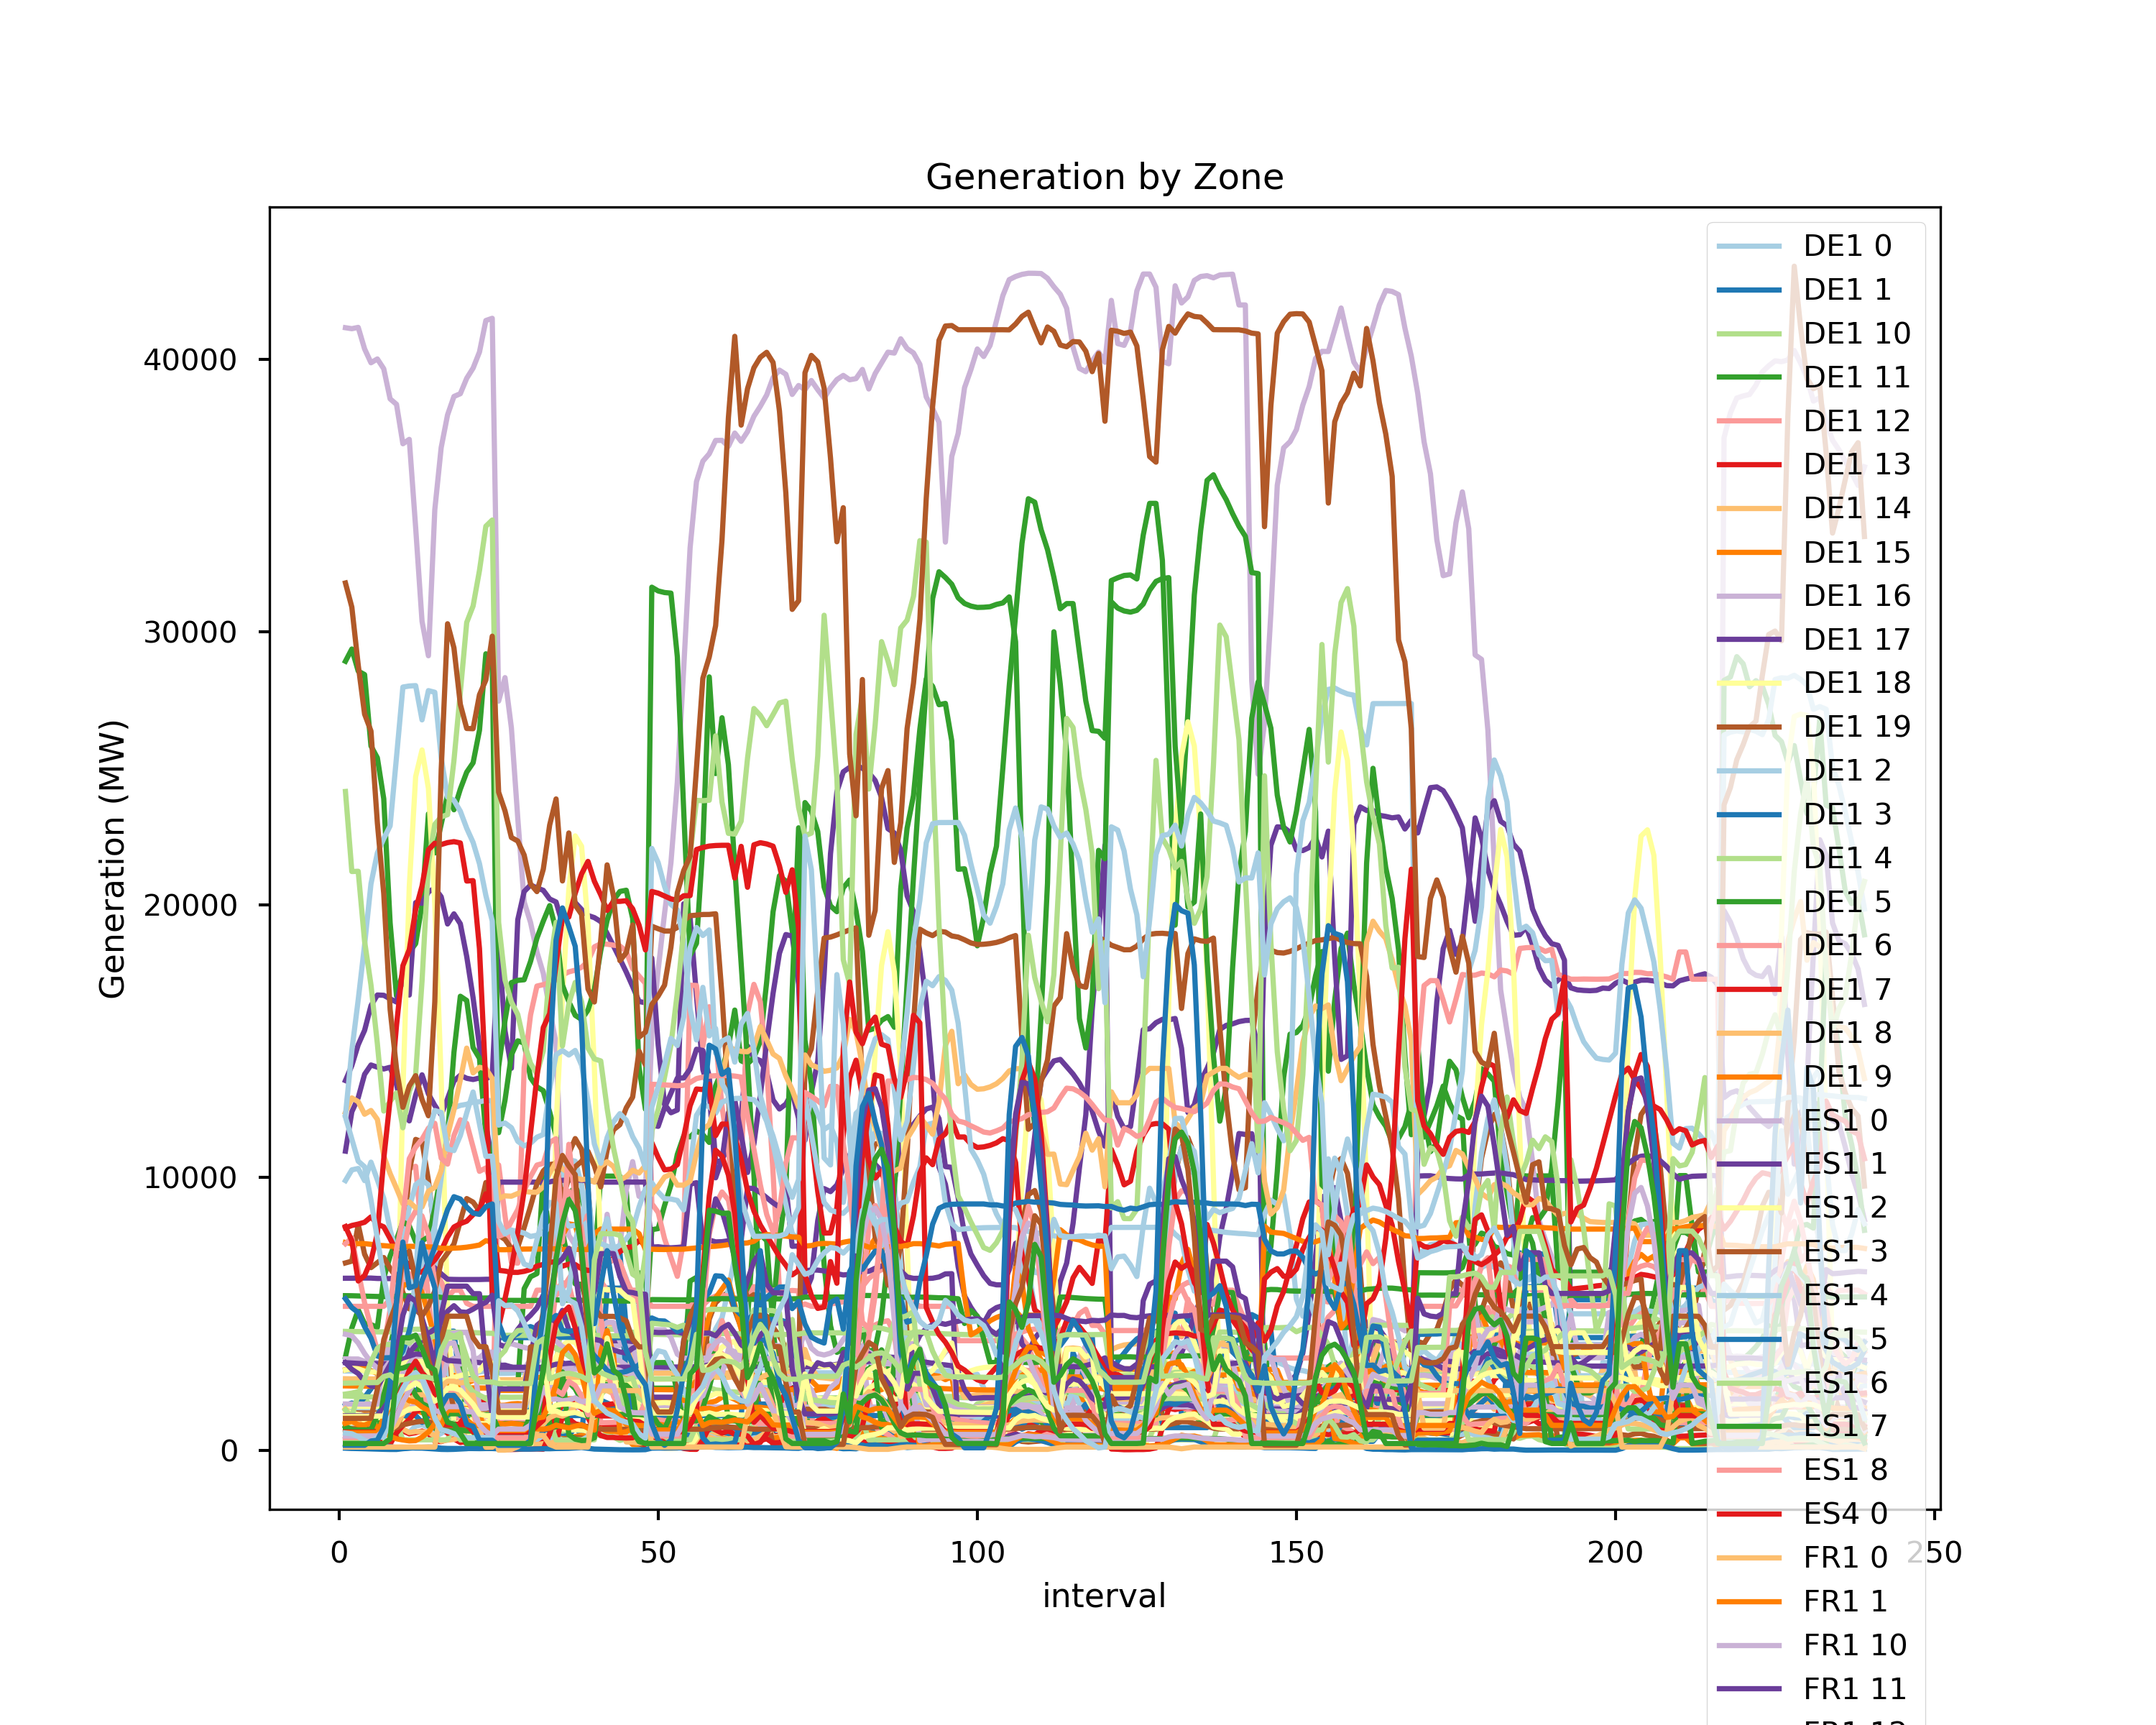 Generation by Zone
Generation (MW)
40000
30000
20000
10000
0
0
50
100
150
200
250
interval
DE1 0
DE1 1
DE1 10
DE1 11
DE1 12
DE1 13
DE1 14
DE1 15
DE1 16
DE1 17
DE1 18
DE1 19
DE1 2
DE1 3
DE1 4
DE1 5
DE1 6
DE1 7
DE1 8
DE1 9
ES1 0
ES1 1
ES1 2
ES1 3
ES1 4
ES1 5
ES1 6
ES1 7
ES1 8
ES4 0
FR1 0
FR1 1
FR1 10
FR1 11